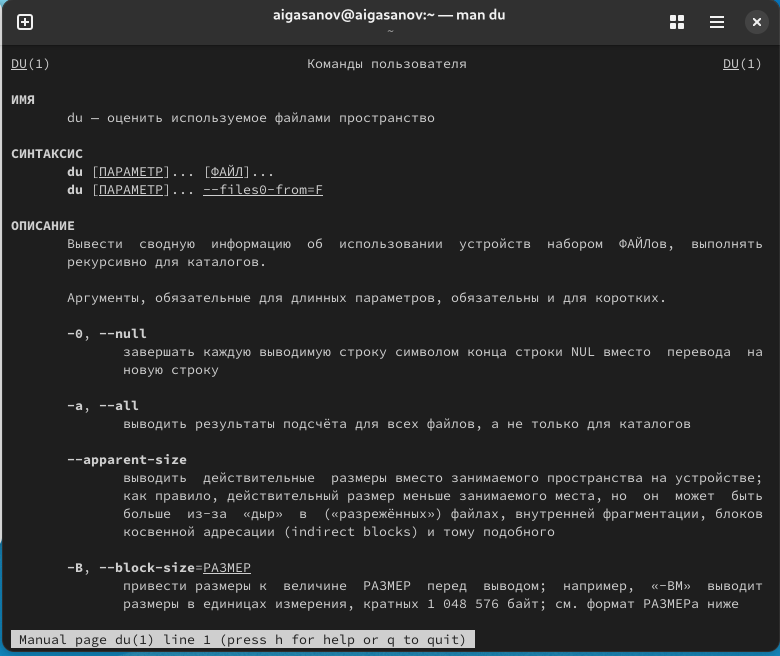 aigasanov@aigasanov:~ — man du
~
DU(1) Команды пользователя DU(1)
ИМЯ
du — оценить используемое файлами пространство
СИНТАКСИС
du [ПАРАМЕТР]... [ФАЙЛ]...
du [ПАРАМЕТР]... --files0-from=F
ОПИСАНИЕ
Вывести сводную информацию об использовании устройств набором ФАЙЛов, выполнять
рекурсивно для каталогов.
Аргументы, обязательные для длинных параметров, обязательны и для коротких.
-0, --null
завершать каждую выводимую строку символом конца строки NUL вместо перевода на
новую строку
-a, --all
выводить результаты подсчёта для всех файлов, а не только для каталогов
--apparent-size
выводить действительные размеры вместо занимаемого пространства на устройстве;
как правило, действительный размер меньше занимаемого места, но он может быть
больше из-за «дыр» в («разрежённых») файлах, внутренней фрагментации, блоков
косвенной адресации (indirect blocks) и тому подобного
-B, --block-size=РАЗМЕР
привести размеры к величине РАЗМЕР перед выводом; например, «-BM» выводит
размеры в единицах измерения, кратных 1 048 576 байт; см. формат РАЗМЕРа ниже
Manual page du(1) line 1 (press h for help or q to quit)